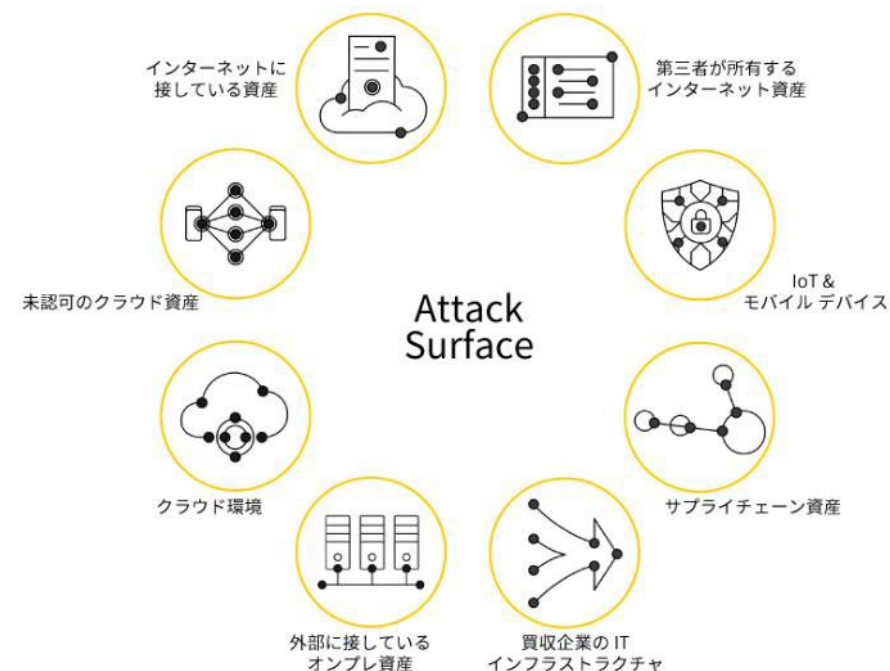 インターネットに
接している資産
第三者が所有する
インターネット資産
未認可のクラウド資産
IoT &
モバイル デバイス
Attack
Surface
クラウド環境
サプライチェーン資産
外部に接している
オンプレ資産
買収企業の IT
インフラストラクチャ